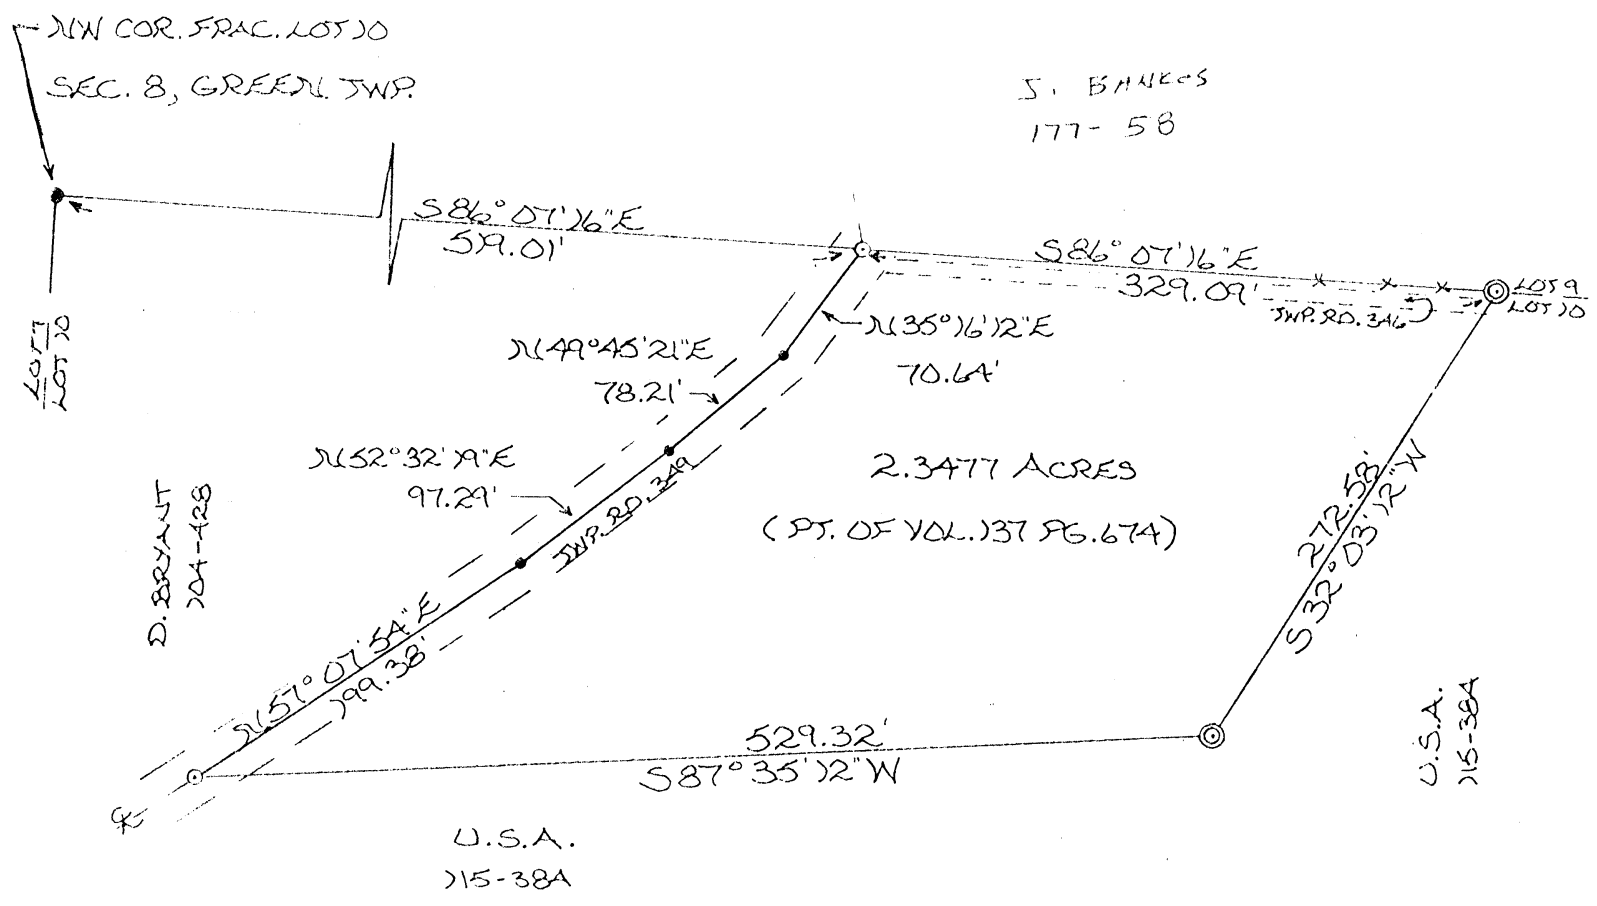 NW COR. FRAC. LOT 10
SEC. 8, GREEN. TWP.
J. BANKOS
177-58
S86°07'16"E
519.01'
S86°07'16"E
329.09'
TWP. RD. 346
LOT 9
LOT 10
LOT 7
LOT 10
N35°16'12"E
70.64'
N49°45'21"E
78.21'
N52°32'19"E
97.29'
TWP. RD. 349
2.3477 ACRES
(PT. OF VOL. 137 PG. 674)
272.58'
S32°03'12"W
D. BRYANT
104-428
N57°07'54"E
199.38'
529.32'
S87°35'12"W
U.S.A.
115-384
U.S.A.
115-384